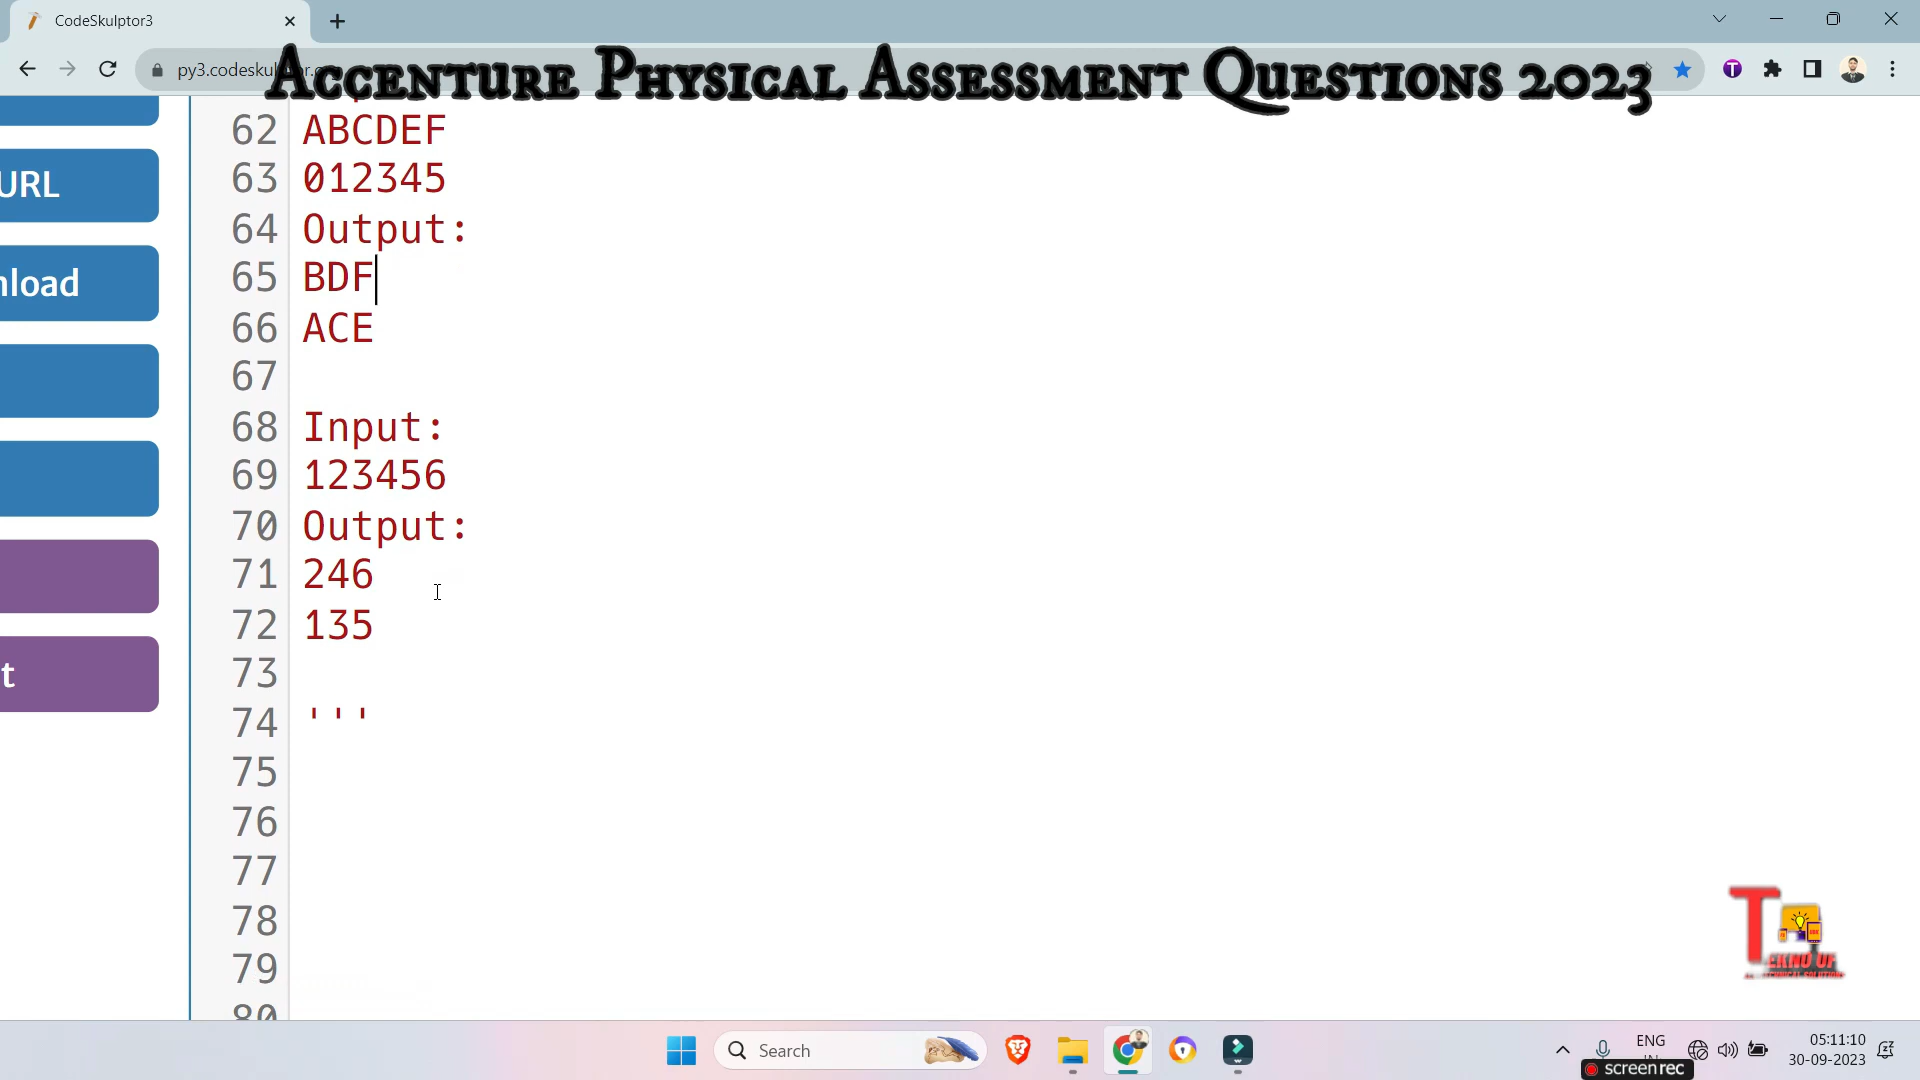 CodeSkulptor3
py3.codeskulptor.
Accenture Physical Assessment Questions 2023
62 ABCDEF
63 012345
64 Output:
65 BDF
66 ACE
67
68 Input:
69 123456
70 Output:
71 246
72 135
73
74 '''
75
76
77
78
79
80
URL
nload
t
Search
ENG
05:11:10
30-09-2023
screenrec